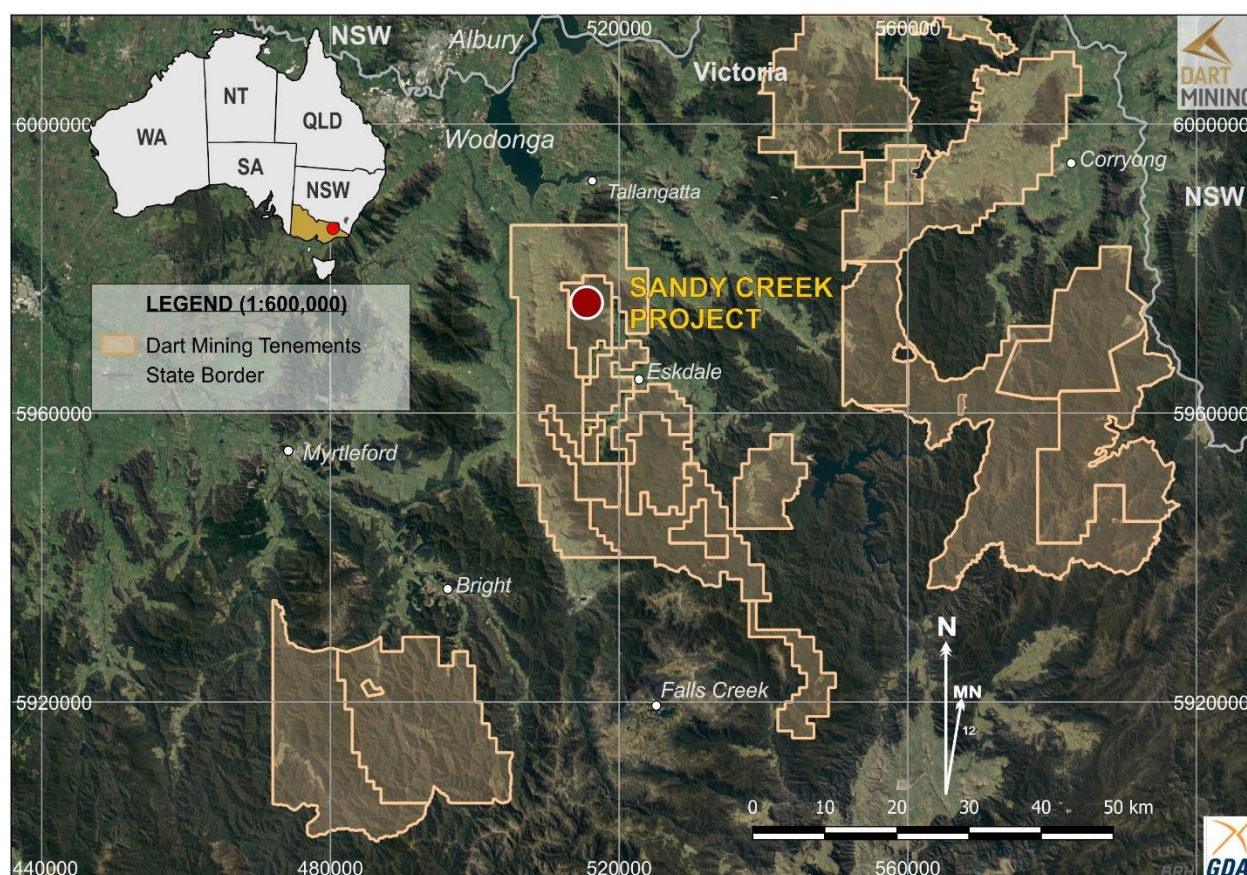 NSW
Albury
520000
560000
Victoria
DART
MINING
NT
QLD
WA
SA
NSW
Wodonga
6000000
6000000
Tallangatta
Corryong
NSW
LEGEND (1:600,000)
Dart Mining Tenements
State Border
SANDY CREEK
PROJECT
Eskdale
5960000
5960000
Myrtleford
Bright
N
MN
12
Falls Creek
5920000
5920000
0 10 20 30 40 50 km
440000
480000
520000
560000
BRH
GDA